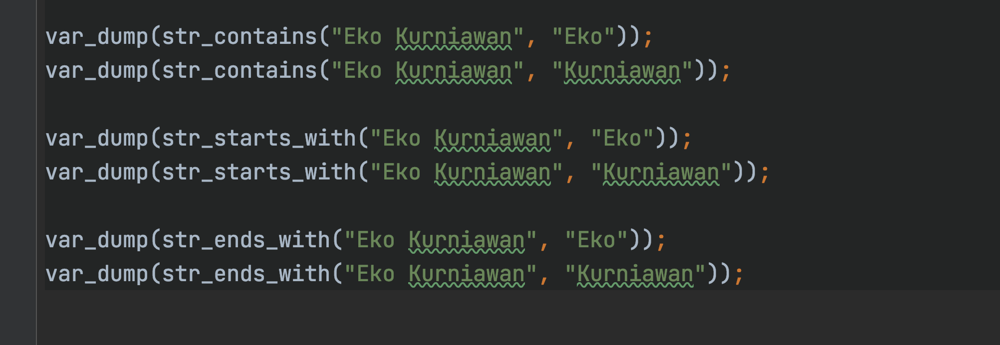 var_dump(str_contains("Eko Kurniawan", "Eko"));
var_dump(str_contains("Eko Kurniawan", "Kurniawan"));
var_dump(str_starts_with("Eko Kurniawan", "Eko"));
var_dump(str_starts_with("Eko Kurniawan", "Kurniawan"));
var_dump(str_ends_with("Eko Kurniawan", "Eko"));
var_dump(str_ends_with("Eko Kurniawan", "Kurniawan"));